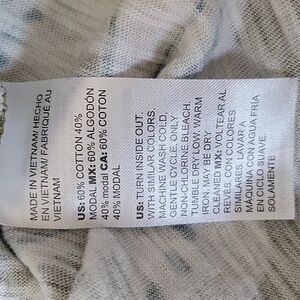 MADE IN VIETNAM/ HECHO
EN VIETNAM/ FABRIQUÉ AU
VIETNAM
US: 60% COTTON 40%
MODAL MX: 60% ALGODÓN
40% modal CA: 60% COTON
40% MODAL
US: TURN INSIDE OUT.
WITH SIMILAR COLORS
MACHINE WASH COLD,
GENTLE CYCLE. ONLY
NON CHLORINE BLEACH.
TUMBLE DRY LOW WARM
IRON. MAY BE DRY
CLEANED MX: VOLTEAR AL
REVES CON COLORES
SIMILARES. LAVAR A
MÁQUINA CON AGUA FRIA
EN CICLO SUAVE.
SOLAMENTE